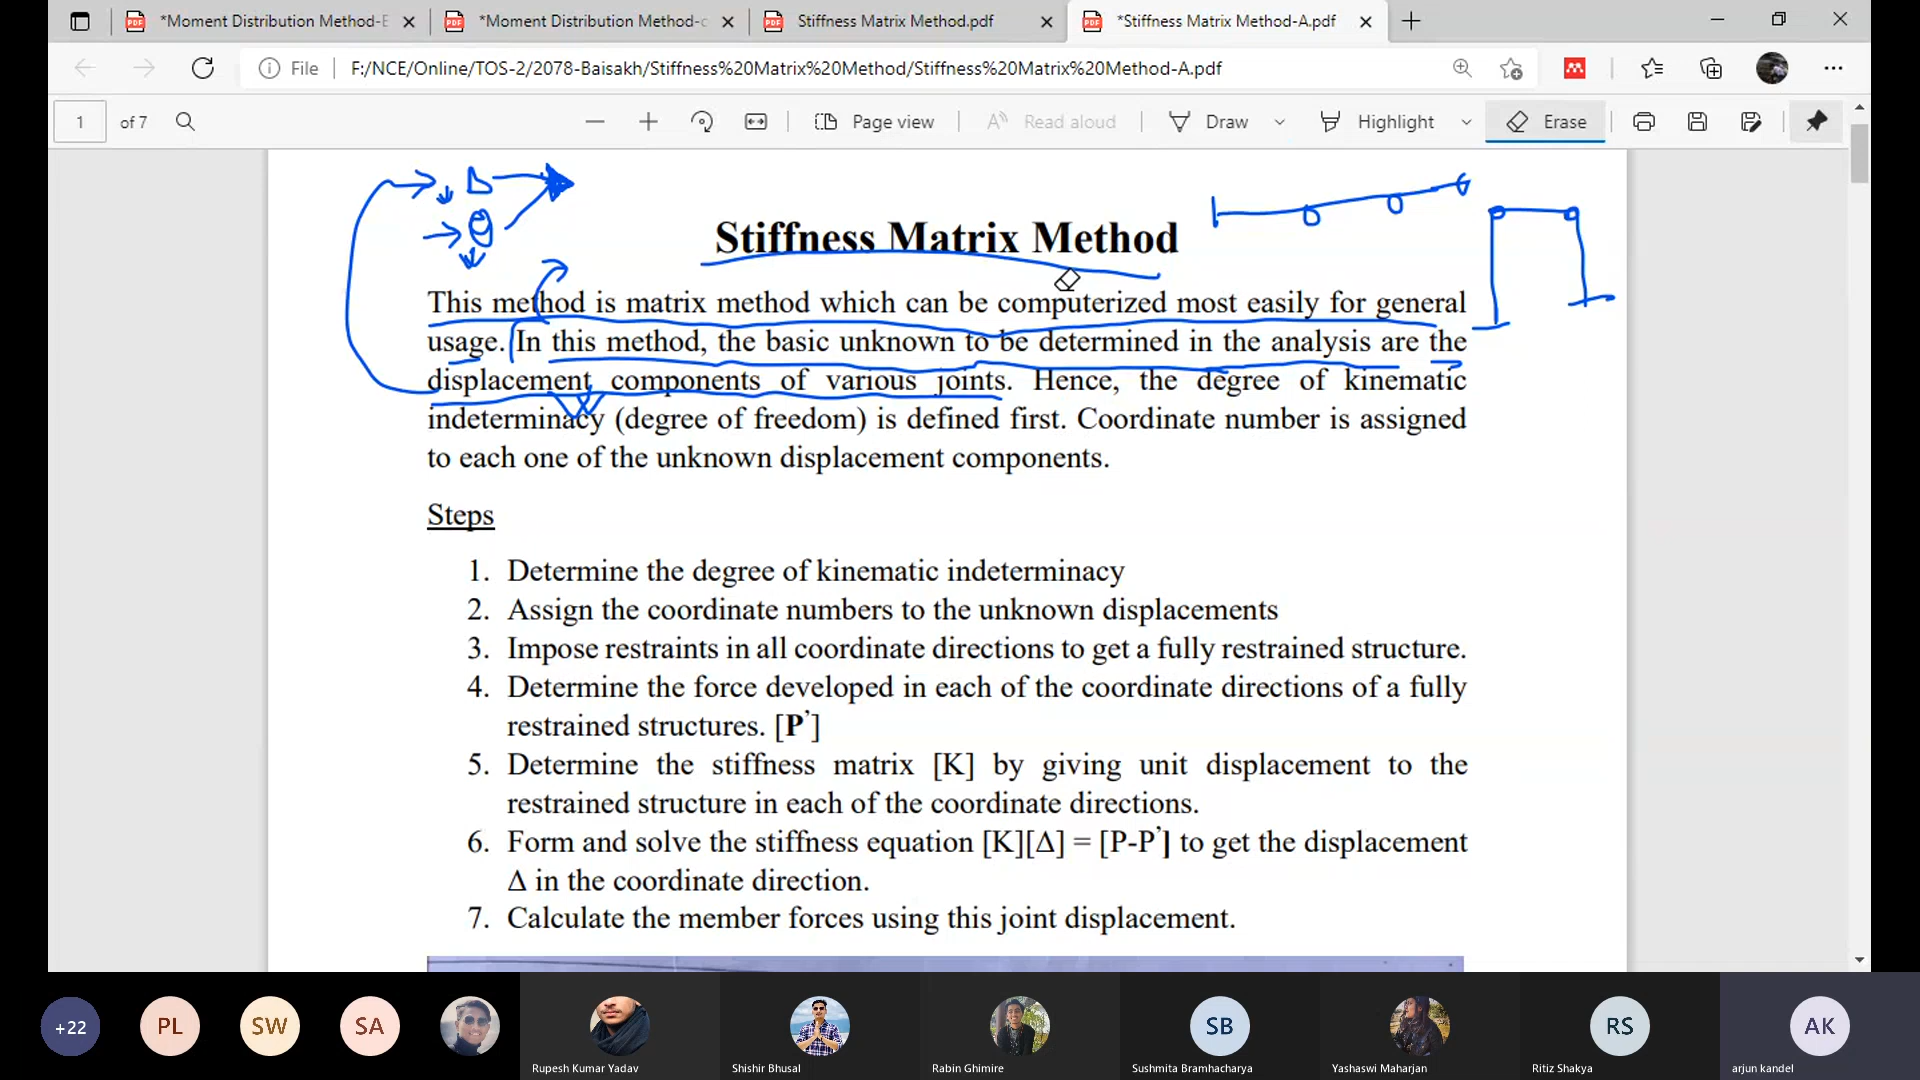 *Moment Distribution Method-E
*Moment Distribution Method-c
Stiffness Matrix Method.pdf
*Stiffness Matrix Method-A.pdf
File
F:/NCE/Online/TOS-2/2078-Baisakh/Stiffness%20Matrix%20Method/Stiffness%20Matrix%20Method-A.pdf
1 of 7
Page view
Read aloud
Draw
Highlight
Erase
Δ
θ
Stiffness Matrix Method
This method is matrix method which can be computerized most easily for general
usage. In this method, the basic unknown to be determined in the analysis are the
displacement components of various joints. Hence, the degree of kinematic
indeterminacy (degree of freedom) is defined first. Coordinate number is assigned
to each one of the unknown displacement components.
Steps
1. Determine the degree of kinematic indeterminacy
2. Assign the coordinate numbers to the unknown displacements
3. Impose restraints in all coordinate directions to get a fully restrained structure.
4. Determine the force developed in each of the coordinate directions of a fully
restrained structures. [P’]
5. Determine the stiffness matrix [K] by giving unit displacement to the
restrained structure in each of the coordinate directions.
6. Form and solve the stiffness equation [K][Δ] = [P-P’] to get the displacement
Δ in the coordinate direction.
7. Calculate the member forces using this joint displacement.
+22
PL
SW
SA
SB
RS
AK
Rupesh Kumar Yadav
Shishir Bhusal
Rabin Ghimire
Sushmita Bramhacharya
Yashaswi Maharjan
Ritiz Shakya
arjun kandel